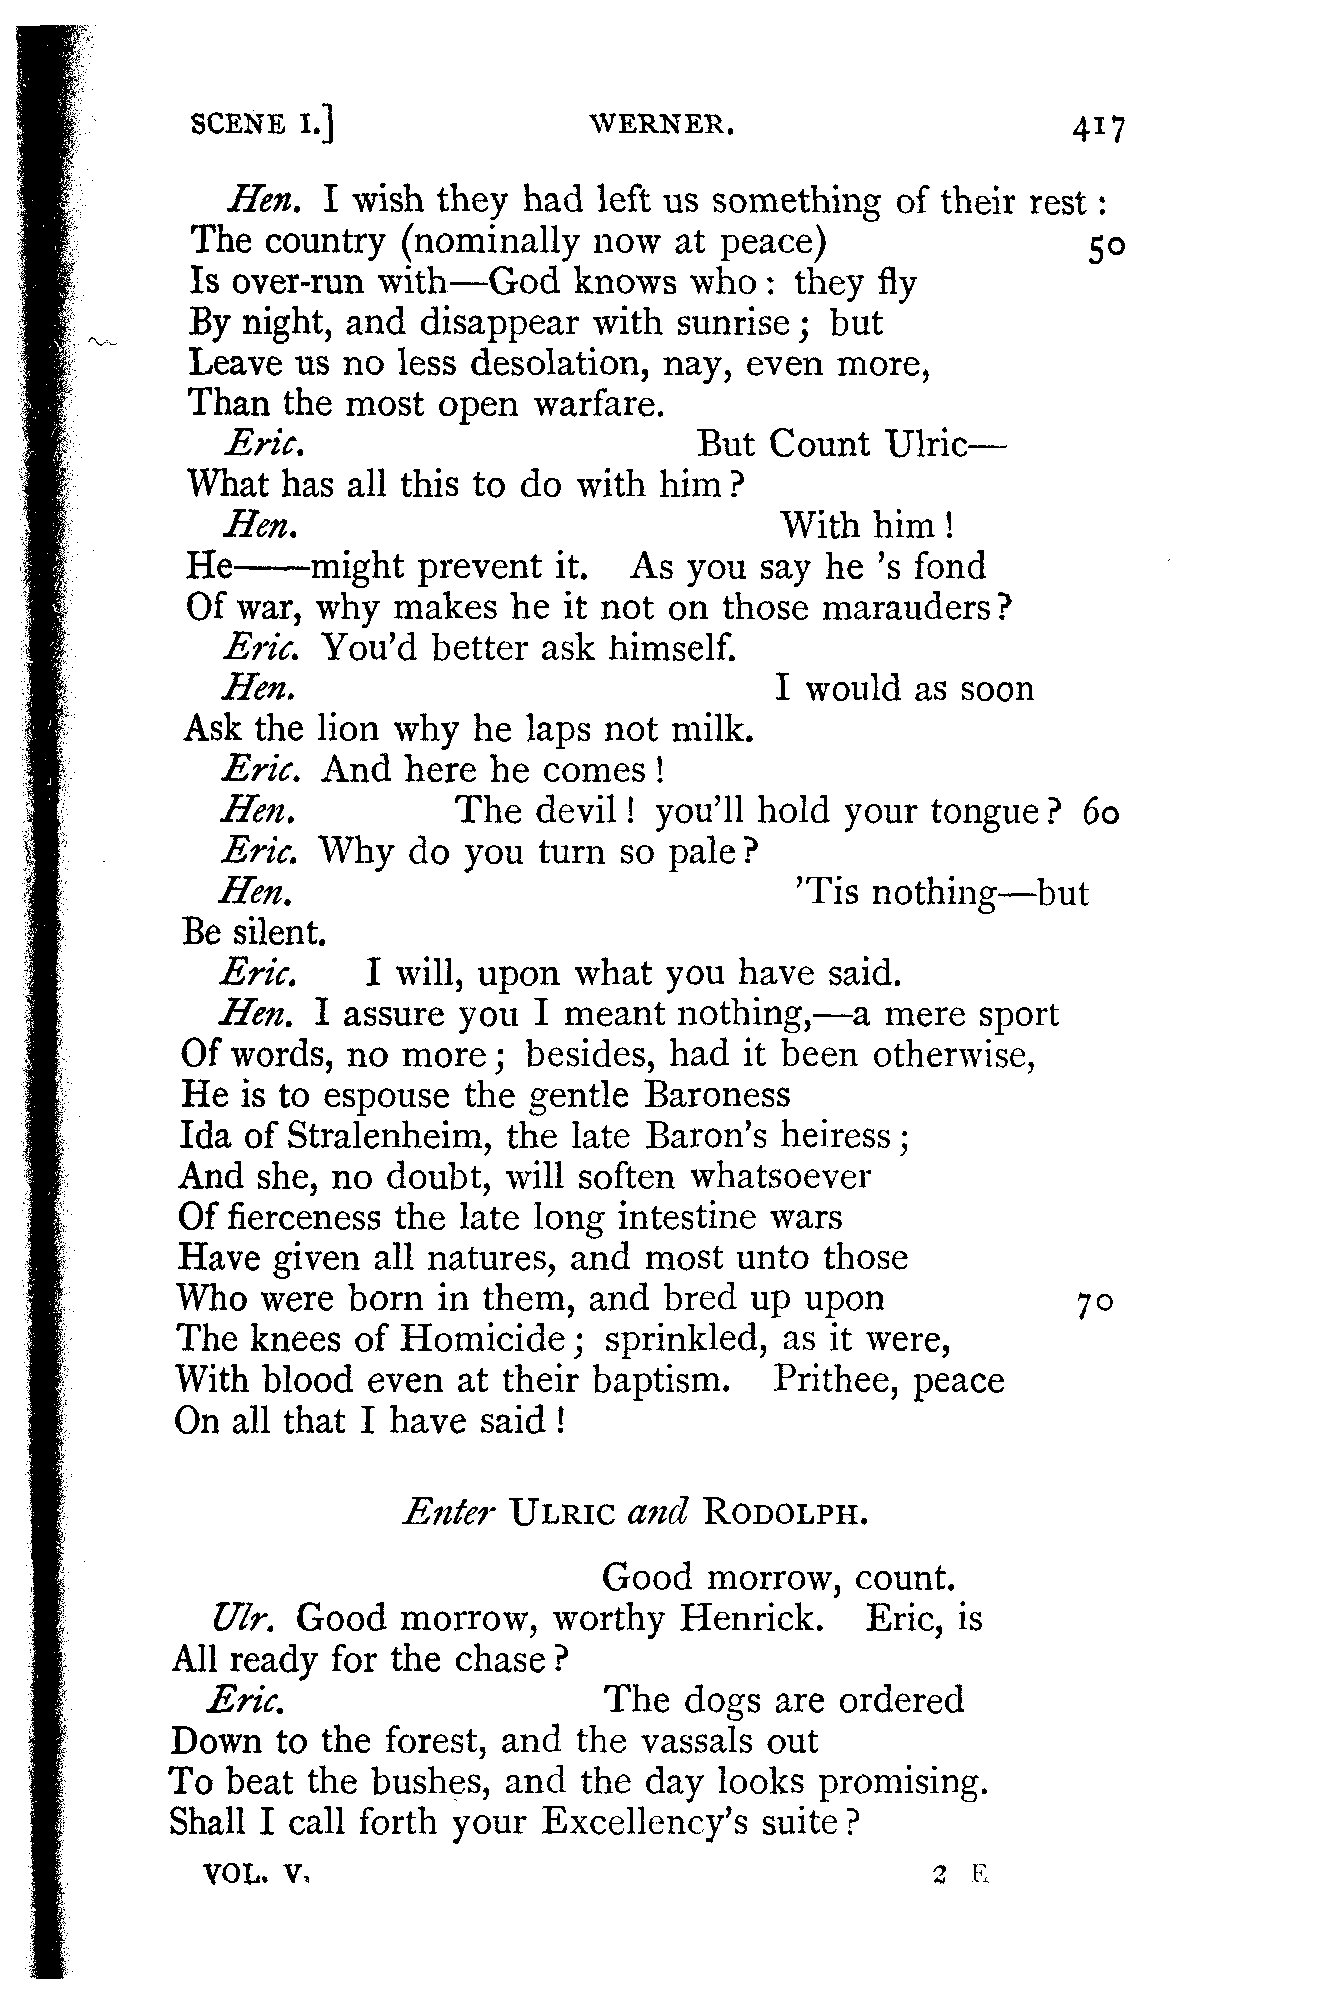 SCENE I.] WERNER. 417
Hen. I wish they had left us something of their rest :
The country (nominally now at peace) 50
Is over-run with—God knows who : they fly
By night, and disappear with sunrise ; but
Leave us no less desolation, nay, even more,
Than the most open warfare.
Eric. But Count Ulric—
What has all this to do with him ?
Hen. With him !
He——might prevent it. As you say he 's fond
Of war, why makes he it not on those marauders ?
Eric. You'd better ask himself.
Hen. I would as soon
Ask the lion why he laps not milk.
Eric. And here he comes !
Hen. The devil ! you'll hold your tongue ? 60
Eric. Why do you turn so pale ?
Hen. 'Tis nothing—but
Be silent.
Eric. I will, upon what you have said.
Hen. I assure you I meant nothing,—a mere sport
Of words, no more ; besides, had it been otherwise,
He is to espouse the gentle Baroness
Ida of Stralenheim, the late Baron's heiress ;
And she, no doubt, will soften whatsoever
Of fierceness the late long intestine wars
Have given all natures, and most unto those
Who were born in them, and bred up upon 70
The knees of Homicide ; sprinkled, as it were,
With blood even at their baptism. Prithee, peace
On all that I have said !
Enter ULRIC and RODOLPH.
Good morrow, count.
Ulr. Good morrow, worthy Henrick. Eric, is
All ready for the chase ?
Eric. The dogs are ordered
Down to the forest, and the vassals out
To beat the bushes, and the day looks promising.
Shall I call forth your Excellency's suite ?
VOL. V. 2 E